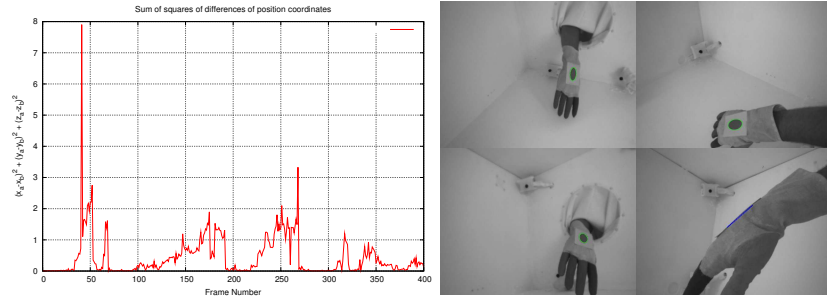 Sum of squares of differences of position coordinates
8
7
6
5
4
3
2
1
0
(x_a-x_b)^2 + (y_a-y_b)^2 + (z_a-z_b)^2
0 50 100 150 200 250 300 350 400
Frame Number